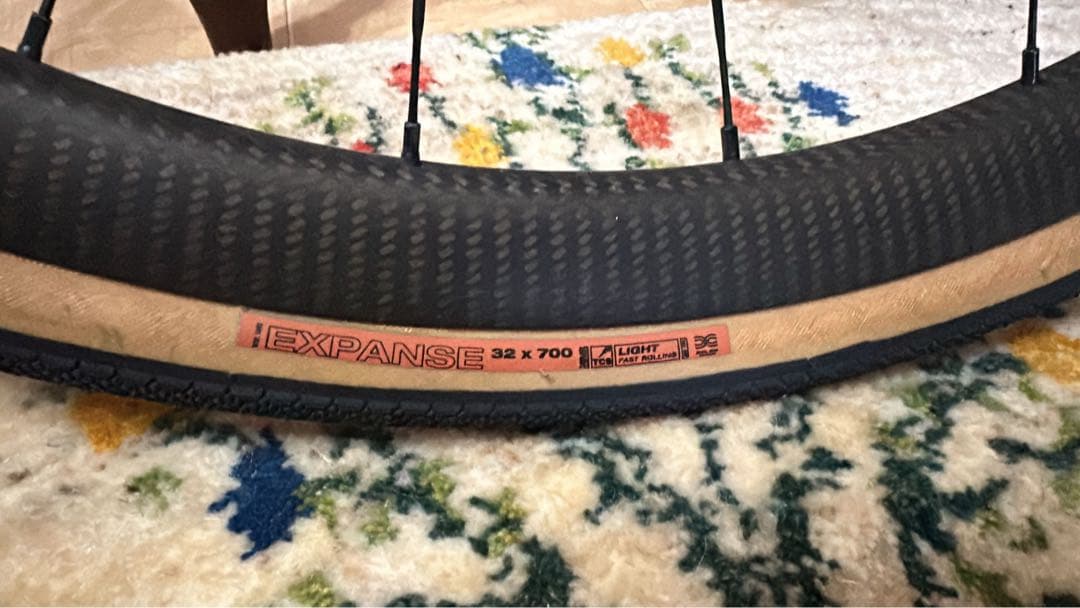 EXPANSE 32 x 700 TCS LIGHT
FAST ROLLING